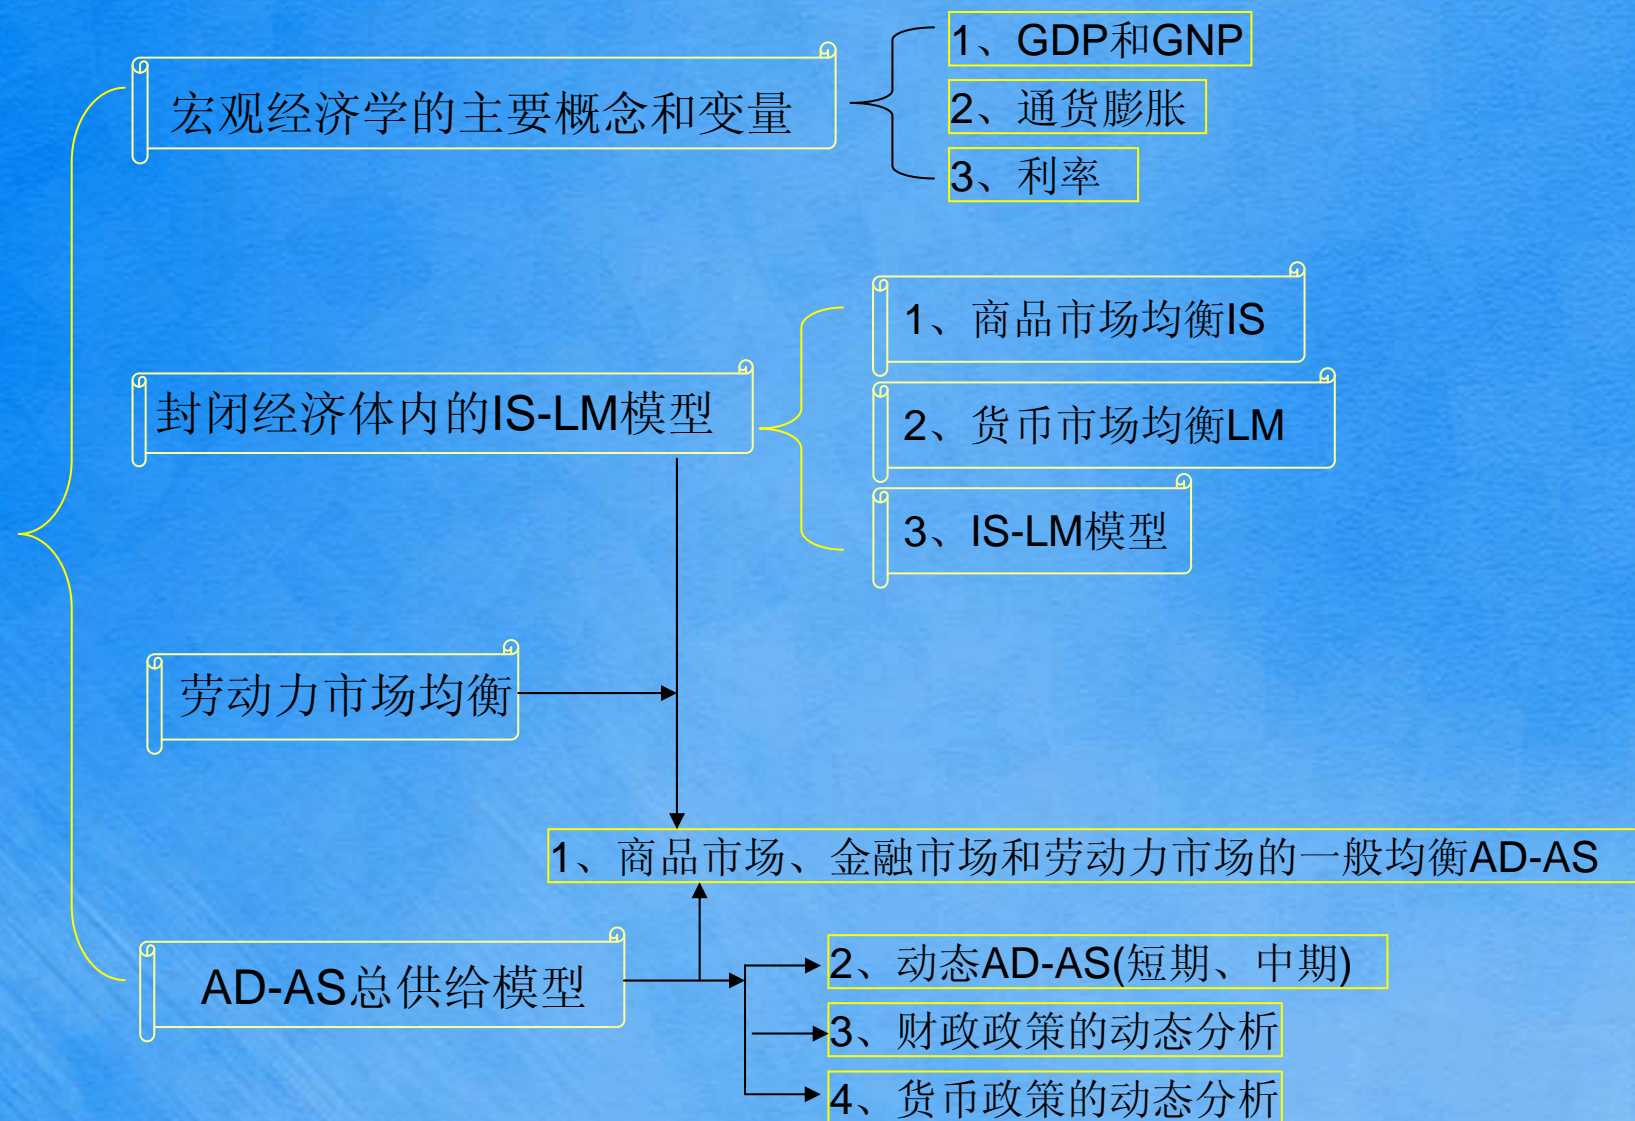 宏观经济学的主要概念和变量
1、GDP和GNP
2、通货膨胀
3、利率
封闭经济体内的IS-LM模型
1、商品市场均衡IS
2、货币市场均衡LM
3、IS-LM模型
劳动力市场均衡
1、商品市场、金融市场和劳动力市场的一般均衡AD-AS
AD-AS总供给模型
2、动态AD-AS(短期、中期)
3、财政政策的动态分析
4、货币政策的动态分析